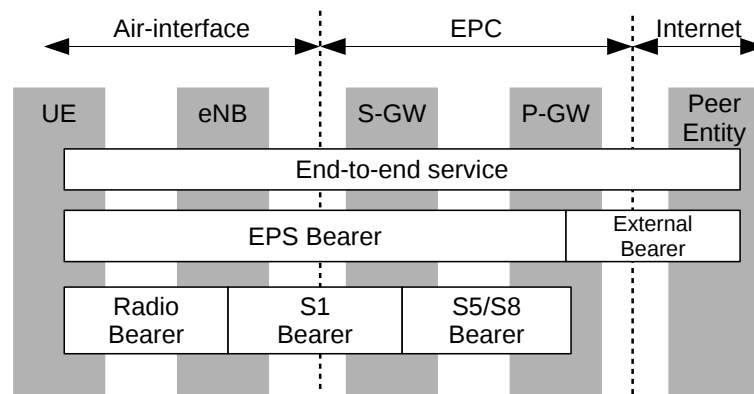 Air-interface EPC Internet
UE eNB S-GW P-GW Peer
Entity
End-to-end service
EPS Bearer External
Bearer
Radio S1 S5/S8
Bearer Bearer Bearer